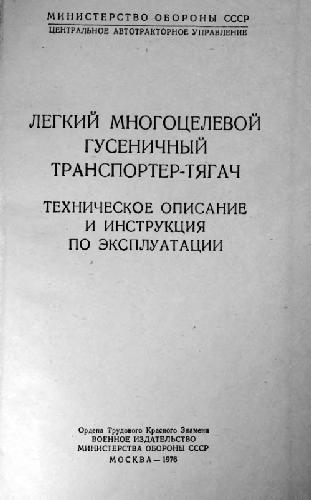 МИНИСТЕРСТВО ОБОРОНЫ СССР
ЦЕНТРАЛЬНОЕ АВТОТРАКТОРНОЕ УПРАВЛЕНИЕ
ЛЕГКИЙ МНОГОЦЕЛЕВОЙ
ГУСЕНИЧНЫЙ
ТРАНСПОРТЕР-ТЯГАЧ
ТЕХНИЧЕСКОЕ ОПИСАНИЕ
И ИНСТРУКЦИЯ
ПО ЭКСПЛУАТАЦИИ
Ордена Трудового Красного Знамени
ВОЕННОЕ ИЗДАТЕЛЬСТВО
МИНИСТЕРСТВА ОБОРОНЫ СССР
МОСКВА—1976